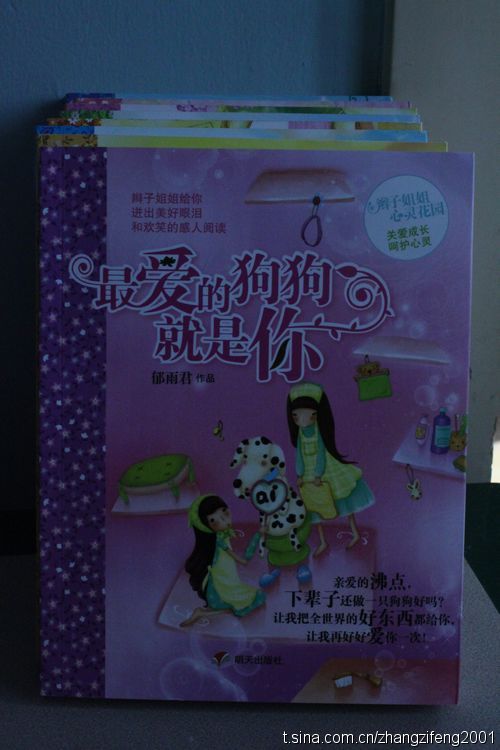 辫子姐姐给你
迸出美好眼泪
和欢笑的感人阅读
辫子姐姐
心灵花园
关爱成长
呵护心灵
最爱的狗狗
就是你
郁雨君 作品
亲爱的沸点,
下辈子还做一只狗狗好吗?
让我把全世界的好东西都给你,
让我再好好爱你一次!
明天出版社
t.sina.com.cn/zhangzifeng2001